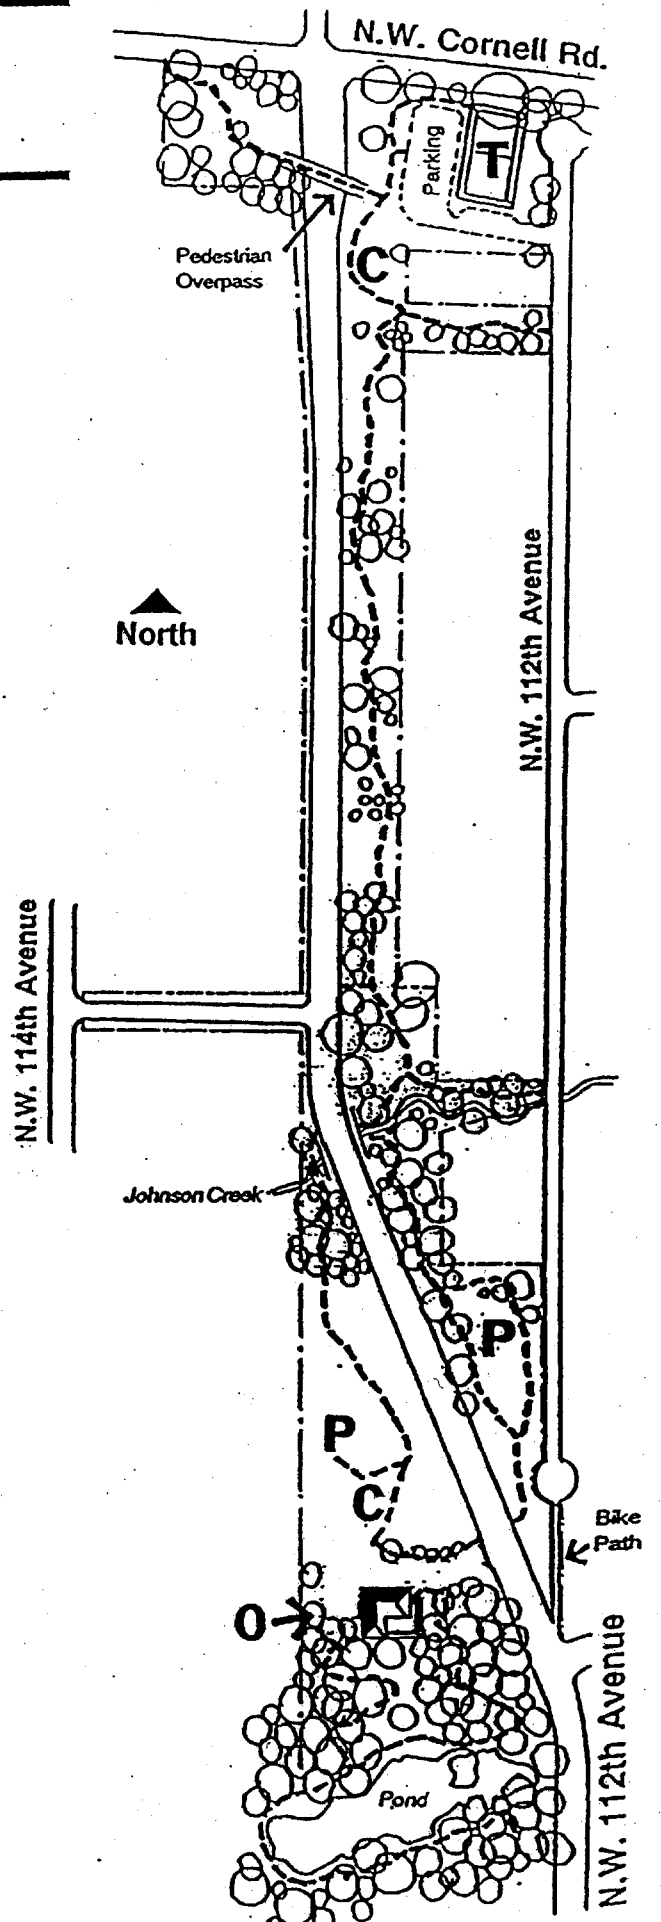 N.W. Cornell Rd.
Parking
T
Pedestrian
Overpass
C
North
N.W. 112th Avenue
N.W. 114th Avenue
Johnson Creek
P
P
C
Bike
Path
O
Pond
N.W. 112th Avenue